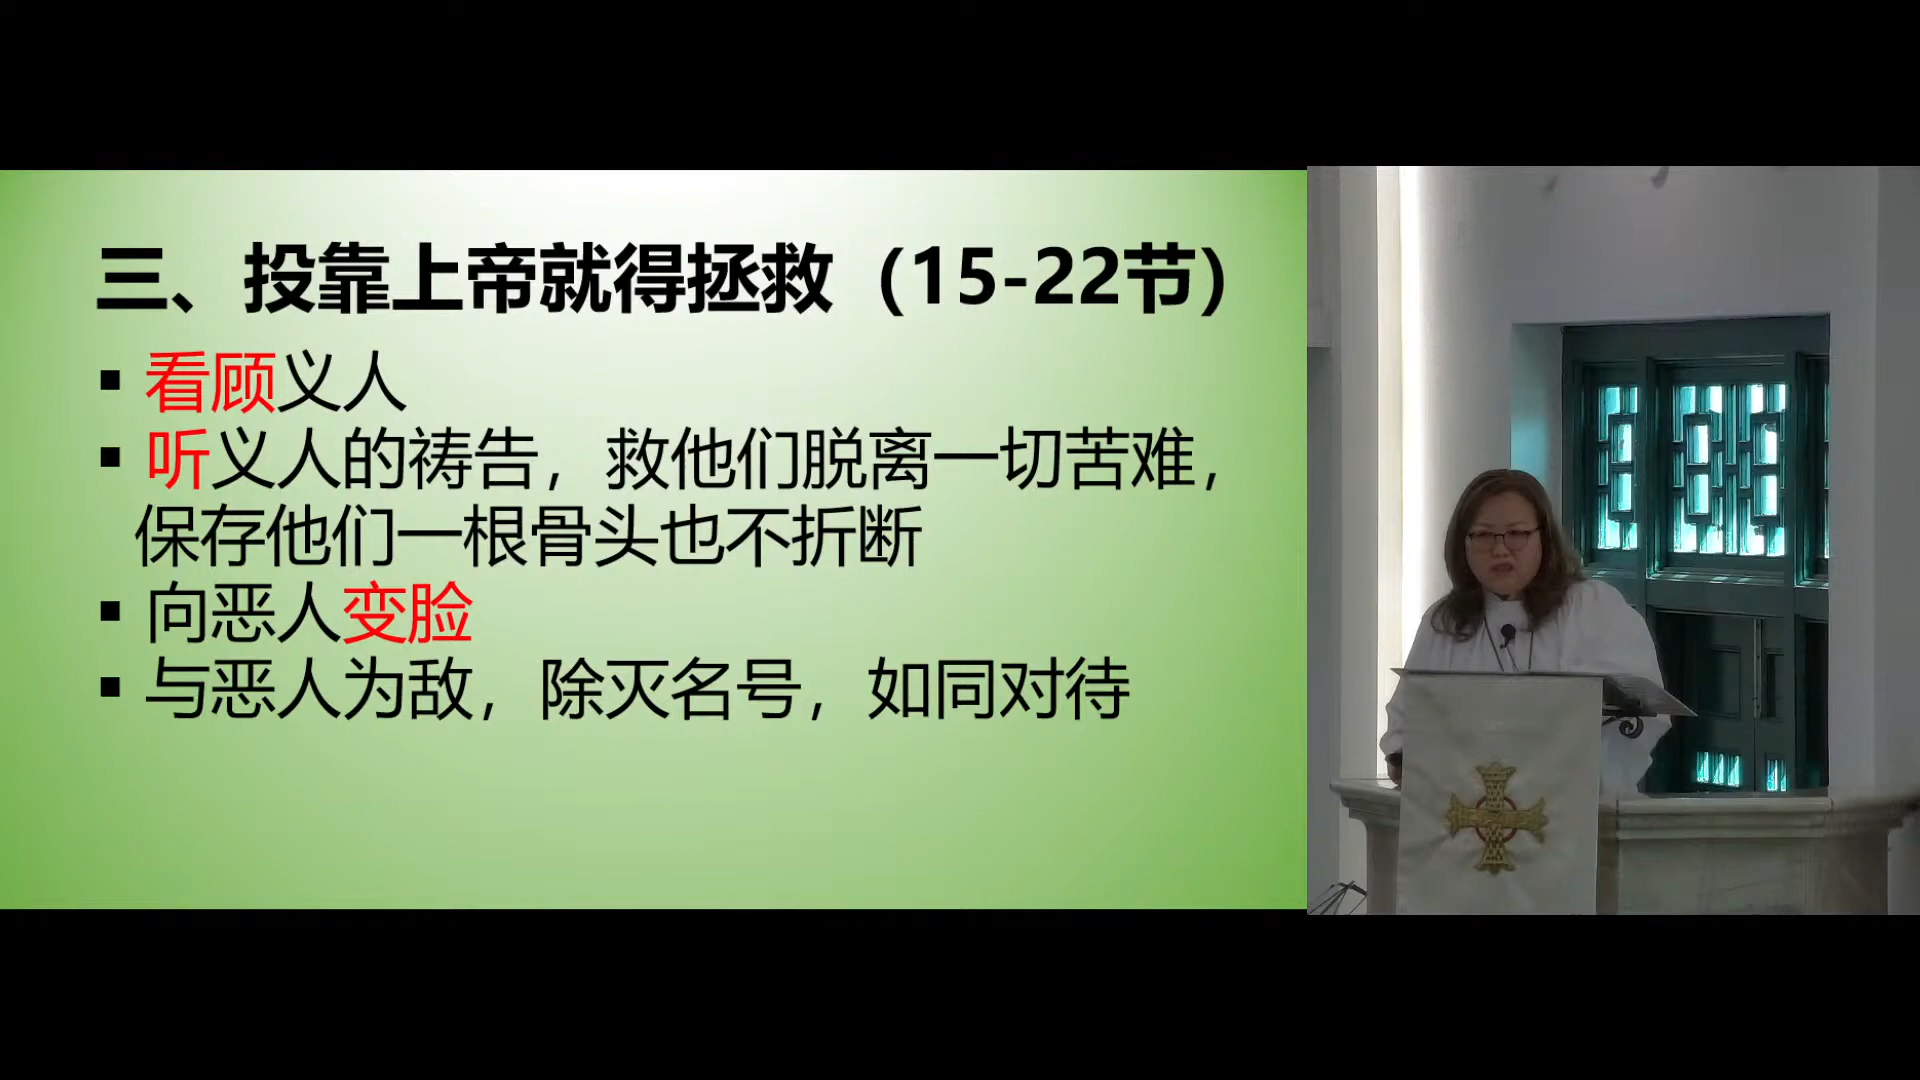 三、投靠上帝就得拯救（15-22节）
▪ 看顾义人
▪ 听义人的祷告，救他们脱离一切苦难，
保存他们一根骨头也不折断
▪ 向恶人变脸
▪ 与恶人为敌，除灭名号，如同对待